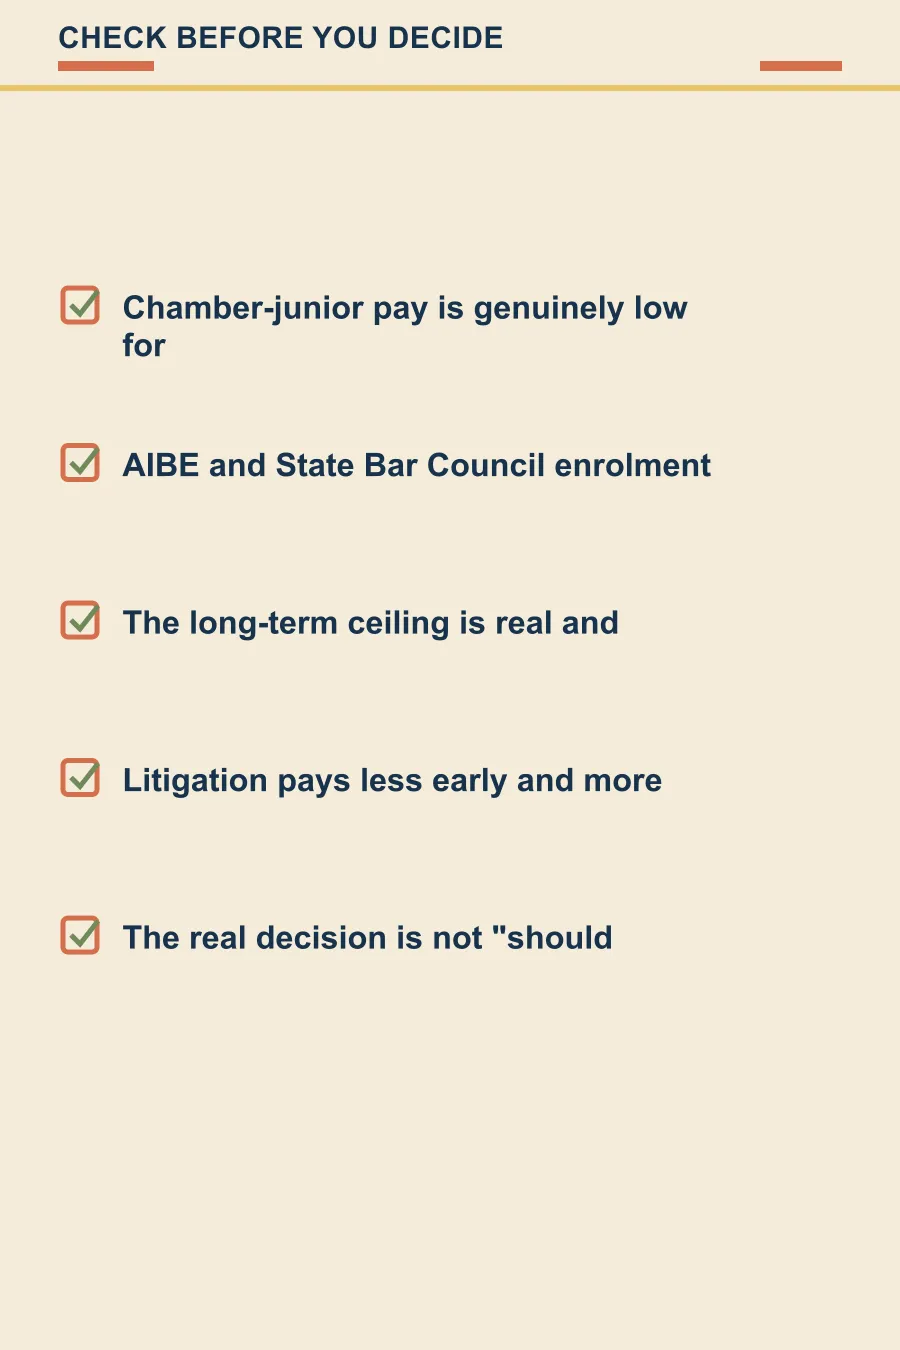 CHECK BEFORE YOU DECIDE
Chamber-junior pay is genuinely low
for
AIBE and State Bar Council enrolment
The long-term ceiling is real and
Litigation pays less early and more
The real decision is not "should